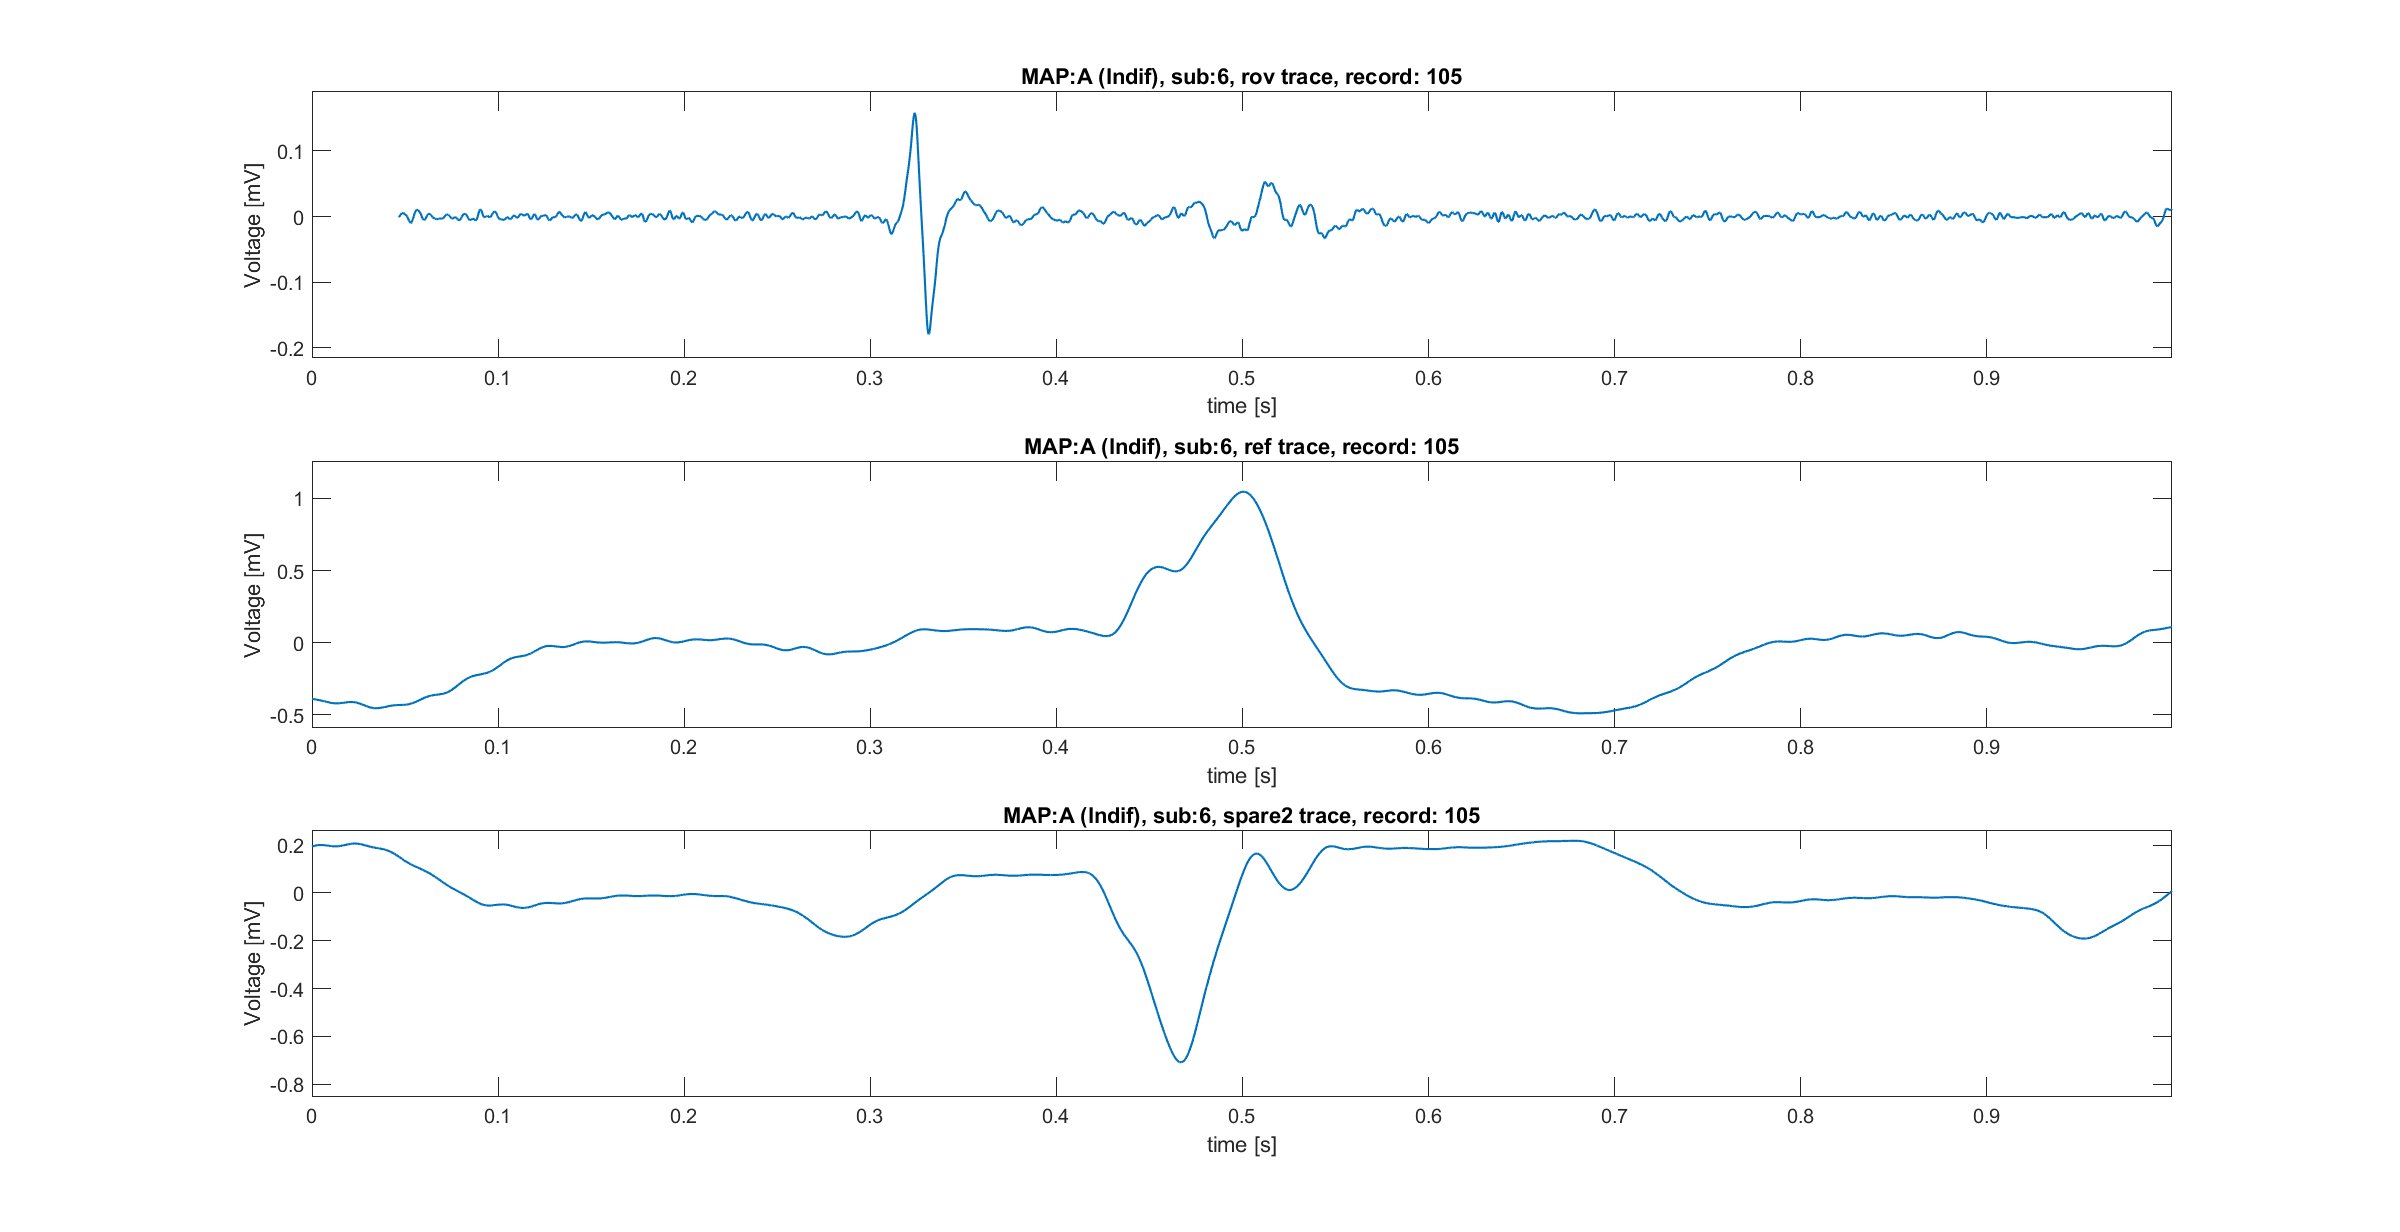 MAP:A (Indif), sub:6, rov trace, record: 105
Voltage [mV]
0.1
0
-0.1
-0.2
0 0.1 0.2 0.3 0.4 0.5 0.6 0.7 0.8 0.9
time [s]
MAP:A (Indif), sub:6, ref trace, record: 105
Voltage [mV]
1
0.5
0
-0.5
0 0.1 0.2 0.3 0.4 0.5 0.6 0.7 0.8 0.9
time [s]
MAP:A (Indif), sub:6, spare2 trace, record: 105
Voltage [mV]
0.2
0
-0.2
-0.4
-0.6
-0.8
0 0.1 0.2 0.3 0.4 0.5 0.6 0.7 0.8 0.9
time [s]